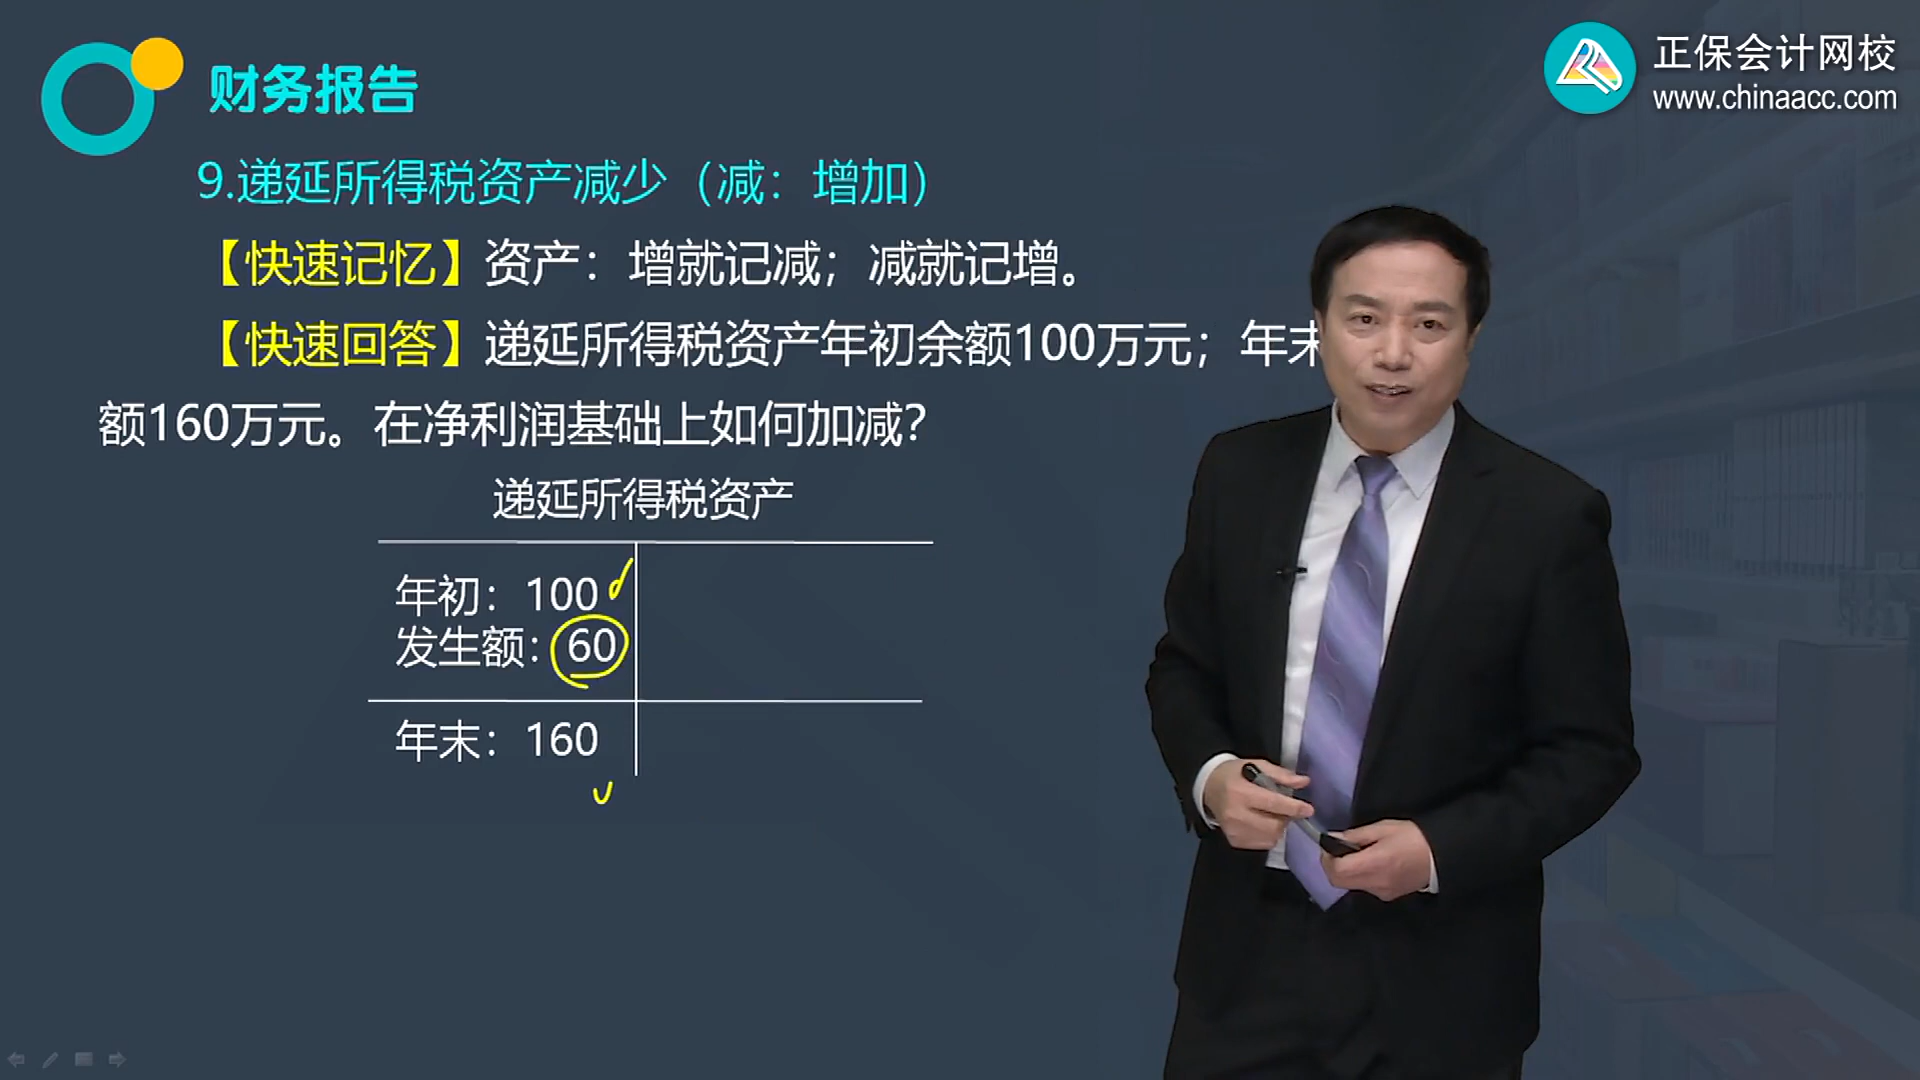 财务报告
正保会计网校
www.chinaacc.com
9.递延所得税资产减少（减：增加）
【快速记忆】资产：增就记减；减就记增。
【快速回答】递延所得税资产年初余额100万元；年末
额160万元。在净利润基础上如何加减？
递延所得税资产
年初：100
发生额：60
年末：160